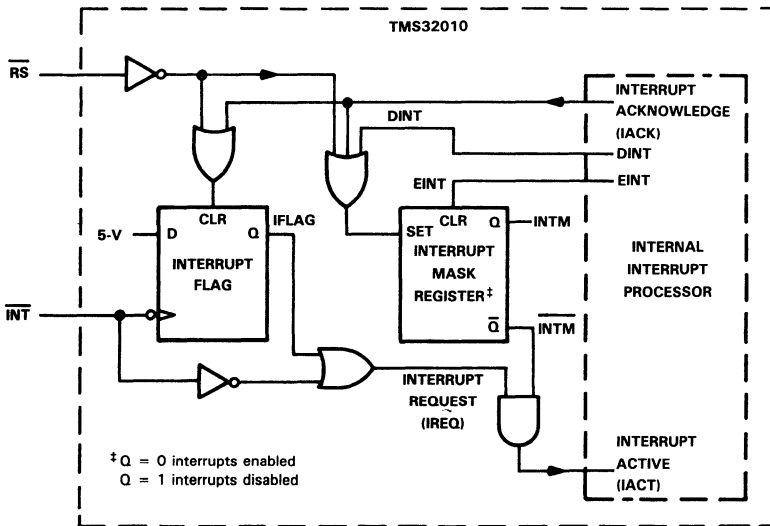 TMS32010
RS
INTERRUPT
ACKNOWLEDGE
(IACK)
DINT
DINT
EINT
EINT
CLR
IFLAG
5-V
D
Q
INTERRUPT
FLAG
CLR
Q
INTM
SET
INTERRUPT
MASK
REGISTER‡
Q
INTM
INTERNAL
INTERRUPT
PROCESSOR
INT
INTERRUPT
REQUEST
(IREQ)
‡Q = 0 interrupts enabled
Q = 1 interrupts disabled
INTERRUPT
ACTIVE
(IACT)